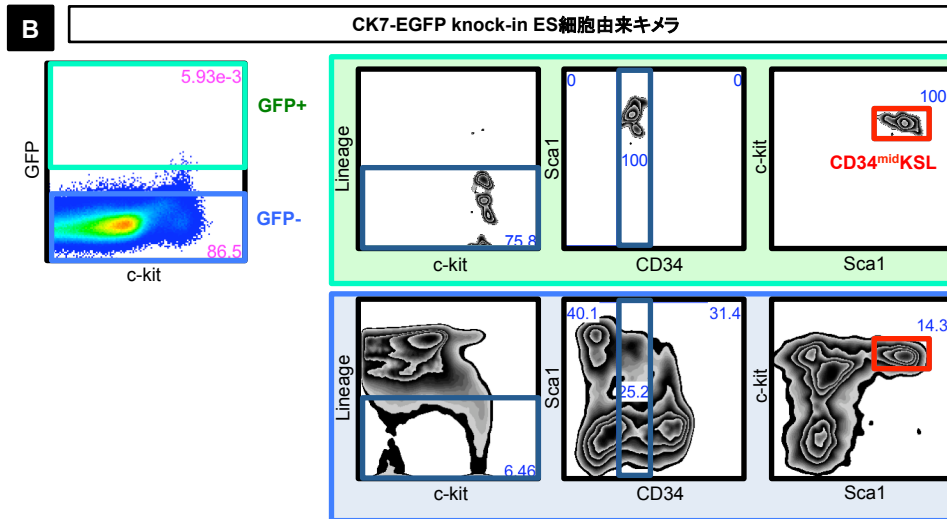 B
CK7-EGFP knock-in ES細胞由来キメラ
5.93e-3
GFP+
GFP
GFP-
86.5
c-kit
Lineage
75.8
c-kit
0
0
Sca1
100
CD34
100
c-kit
CD34midKSL
Sca1
Lineage
6.46
c-kit
40.1
31.4
Sca1
25.2
CD34
14.3
c-kit
Sca1